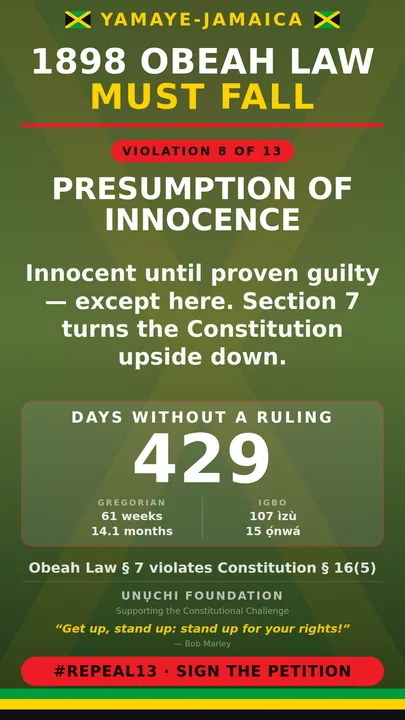 YAMAYE-JAMAICA
1898 OBEAH LAW
MUST FALL
VIOLATION 8 OF 13
PRESUMPTION OF
INNOCENCE
Innocent until proven guilty
— except here. Section 7
turns the Constitution
upside down.
DAYS WITHOUT A RULING
429
GREGORIAN
61 weeks
14.1 months
IGBO
107 ìzù
15 ọ́nwá
Obeah Law § 7 violates Constitution § 16(5)
UNỤCHI FOUNDATION
Supporting the Constitutional Challenge
“Get up, stand up: stand up for your rights!”
— Bob Marley
#REPEAL13 · SIGN THE PETITION